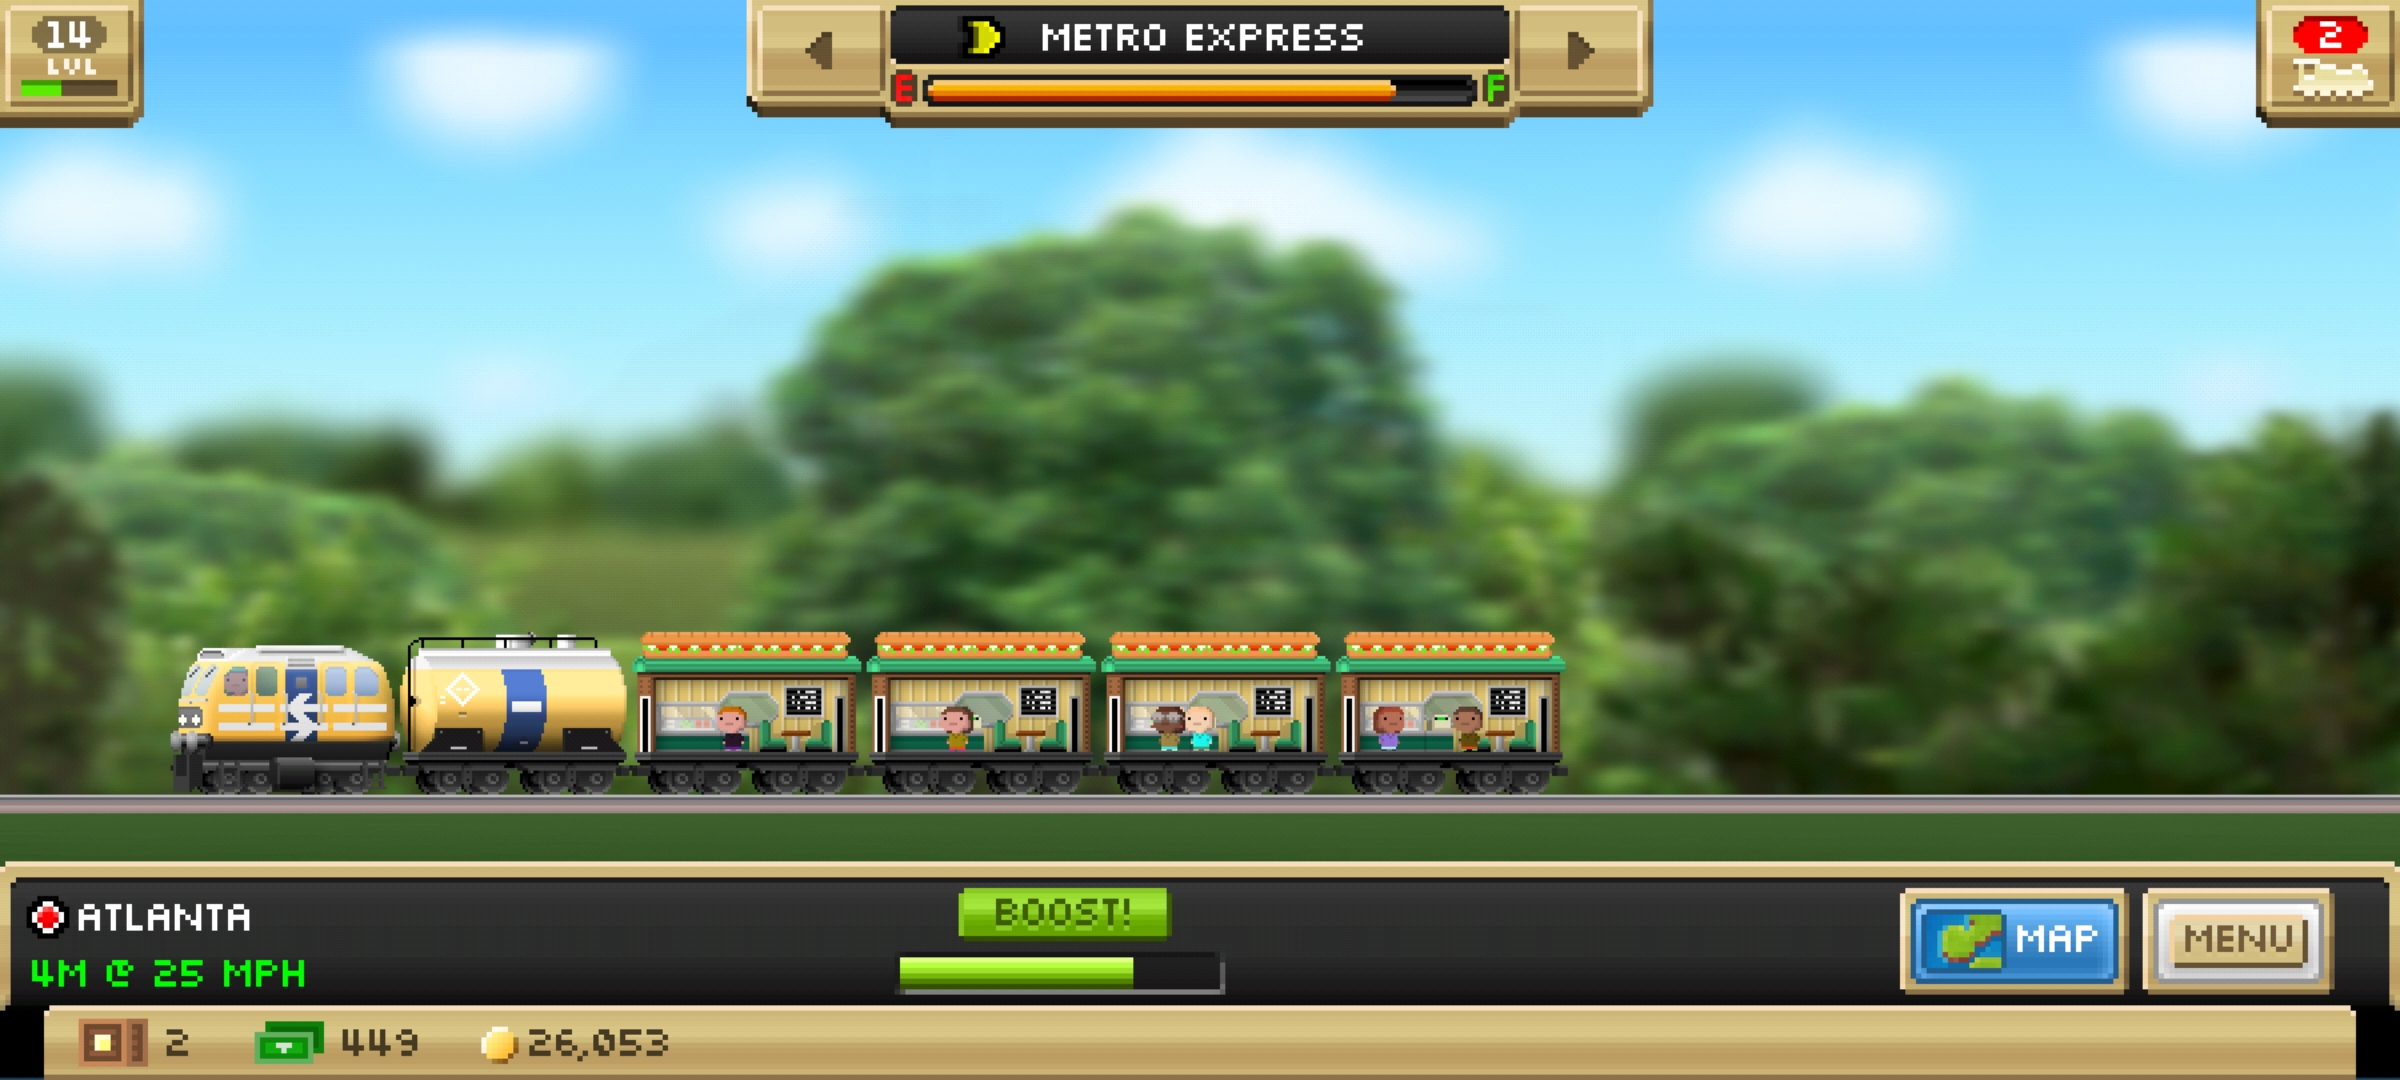 14
LVL
METRO EXPRESS
E F
2
ATLANTA
4M @ 25 MPH
BOOST!
MAP
MENU
2 449 26,053